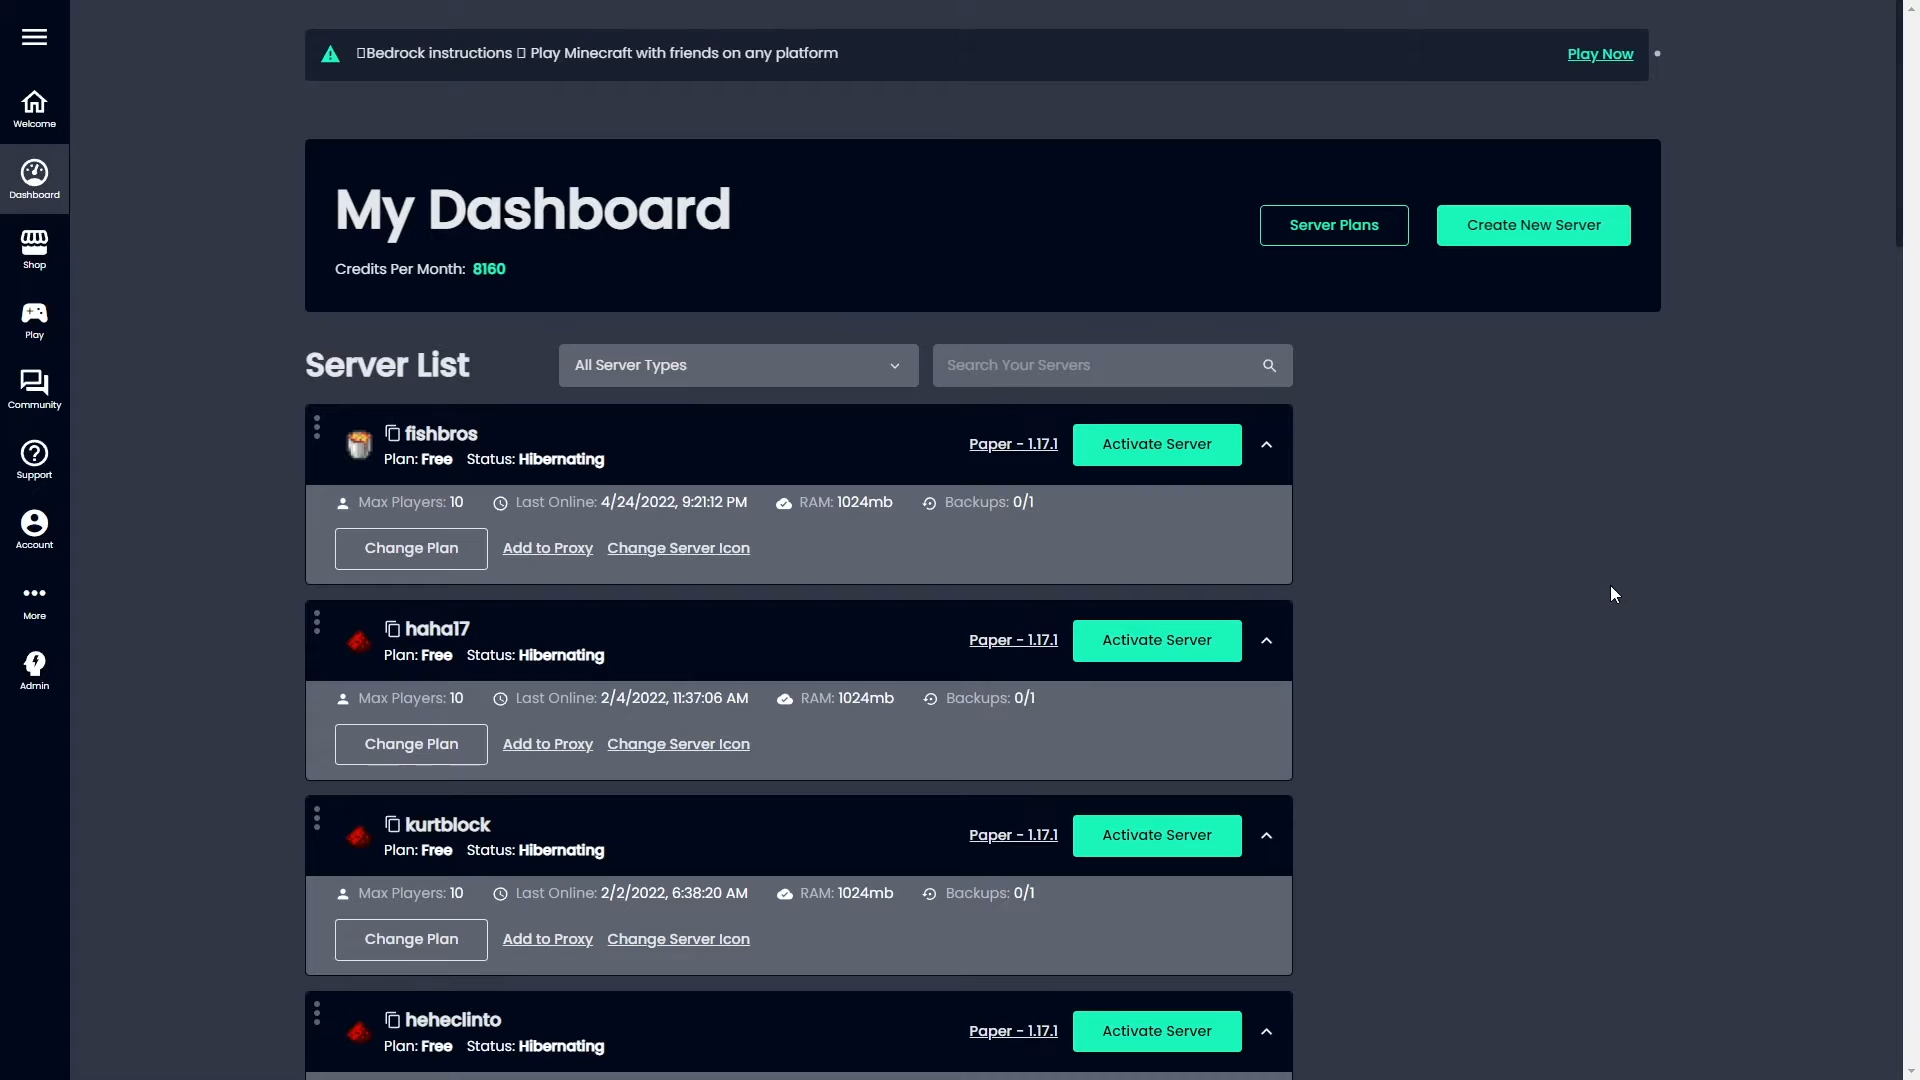 Bedrock instructions Play Minecraft with friends on any platform
Play Now
Welcome
Dashboard
Shop
Play
Community
Support
Account
More
Admin
My Dashboard
Credits Per Month: 8160
Server Plans
Create New Server
Server List
All Server Types
Search Your Servers
fishbros
Plan: Free Status: Hibernating
Paper - 1.17.1
Activate Server
Max Players: 10 Last Online: 4/24/2022, 9:21:12 PM RAM: 1024mb Backups: 0/1
Change Plan Add to Proxy Change Server Icon
haha17
Plan: Free Status: Hibernating
Paper - 1.17.1
Activate Server
Max Players: 10 Last Online: 2/4/2022, 11:37:06 AM RAM: 1024mb Backups: 0/1
Change Plan Add to Proxy Change Server Icon
kurtblock
Plan: Free Status: Hibernating
Paper - 1.17.1
Activate Server
Max Players: 10 Last Online: 2/2/2022, 6:38:20 AM RAM: 1024mb Backups: 0/1
Change Plan Add to Proxy Change Server Icon
heheclinto
Plan: Free Status: Hibernating
Paper - 1.17.1
Activate Server